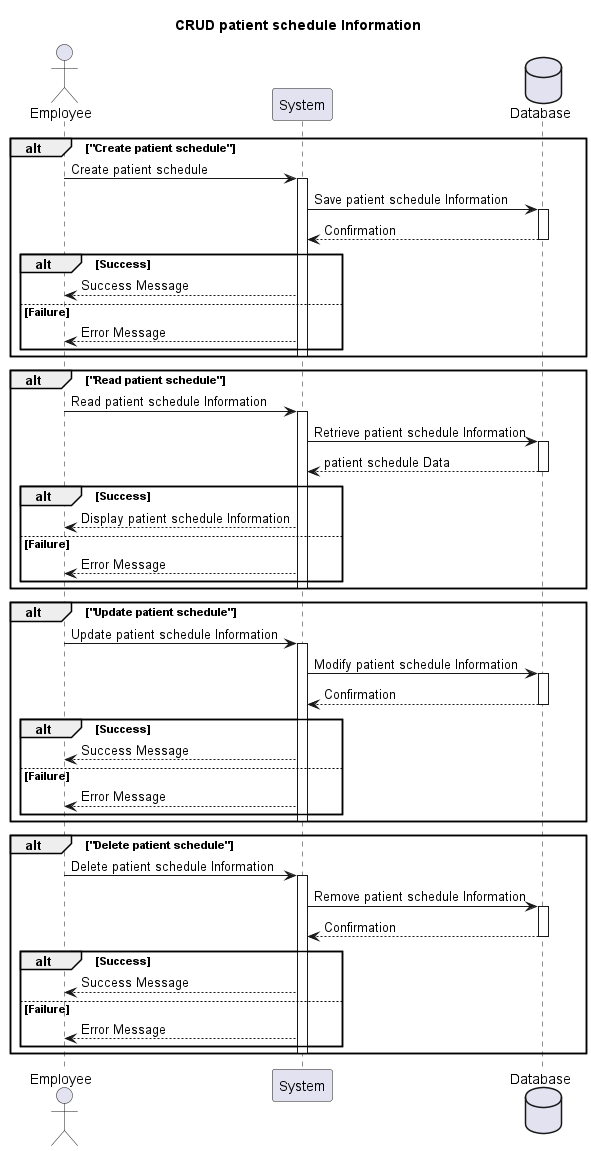 CRUD patient schedule Information
Employee
System
Database
alt ["Create patient schedule"]
Create patient schedule
Save patient schedule Information
Confirmation
alt [Success]
Success Message
[Failure]
Error Message
alt ["Read patient schedule"]
Read patient schedule Information
Retrieve patient schedule Information
patient schedule Data
alt [Success]
Display patient schedule Information
[Failure]
Error Message
alt ["Update patient schedule"]
Update patient schedule Information
Modify patient schedule Information
Confirmation
alt [Success]
Success Message
[Failure]
Error Message
alt ["Delete patient schedule"]
Delete patient schedule Information
Remove patient schedule Information
Confirmation
alt [Success]
Success Message
[Failure]
Error Message
Employee
System
Database